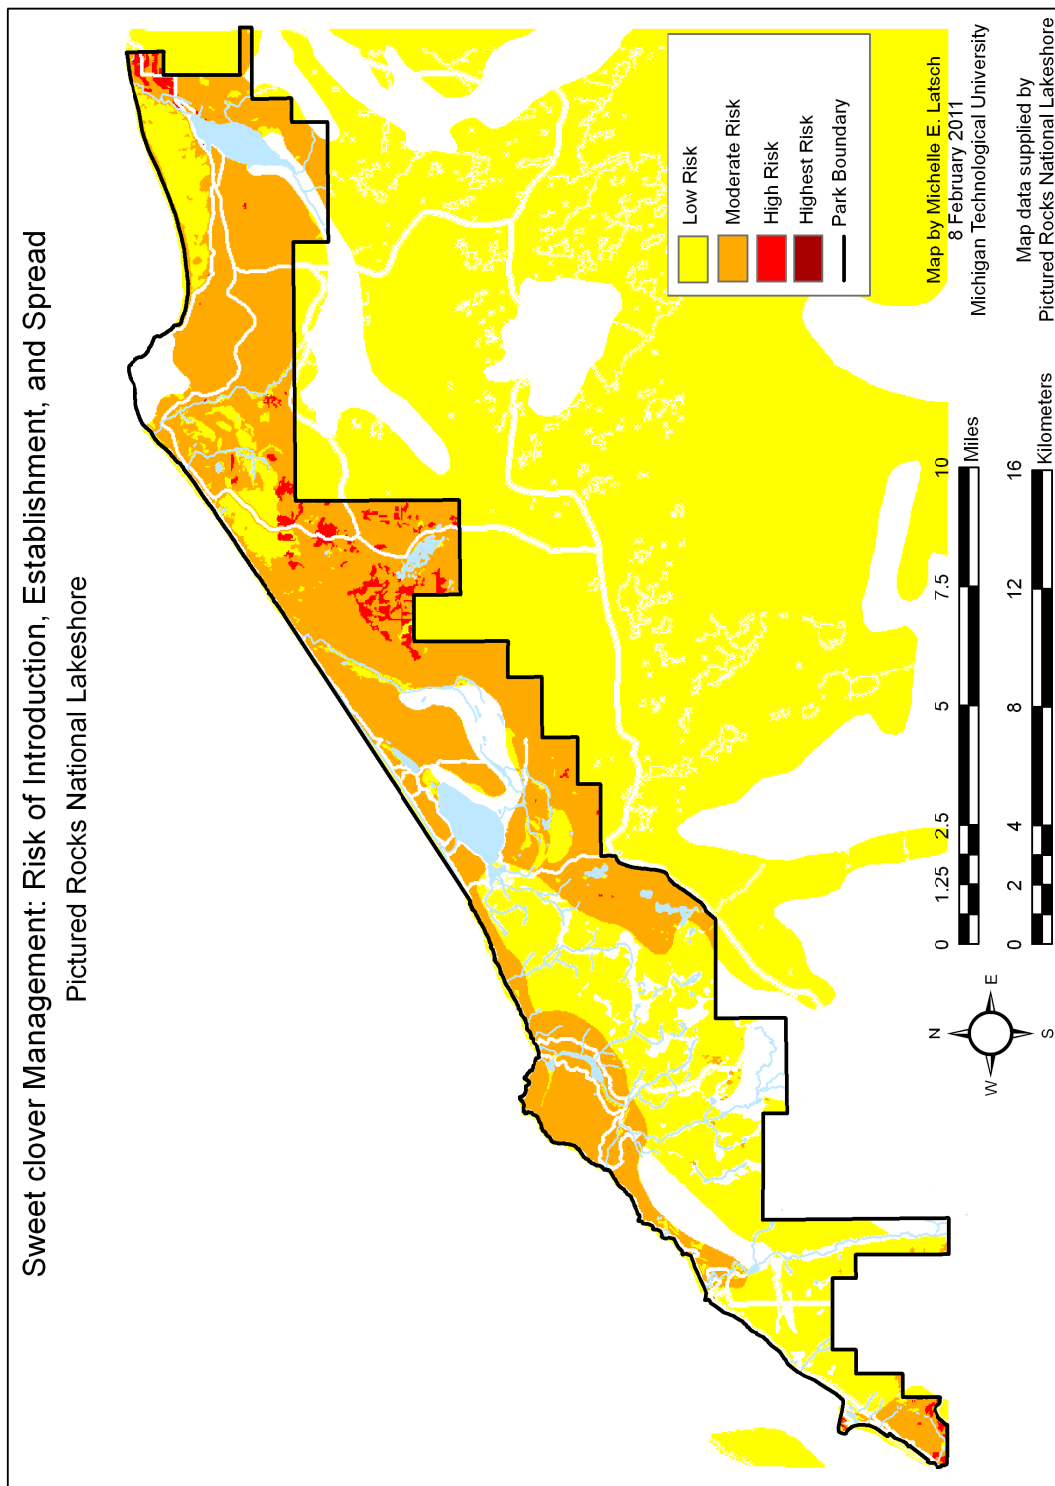 Sweet clover Management: Risk of Introduction, Establishment, and Spread
Pictured Rocks National Lakeshore
Low Risk
Moderate Risk
High Risk
Highest Risk
Park Boundary
Map by Michelle E. Latsch
8 February 2011
Michigan Technological University
Map data supplied by
Pictured Rocks National Lakeshore
N
W E
S
0 1.25 2.5 5 7.5 10
Miles
0 2 4 8 12 16
Kilometers